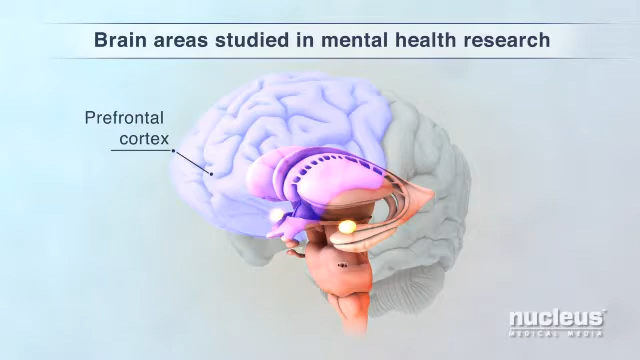 Brain areas studied in mental health research
Prefrontal
cortex
nucleus
MEDICAL MEDIA